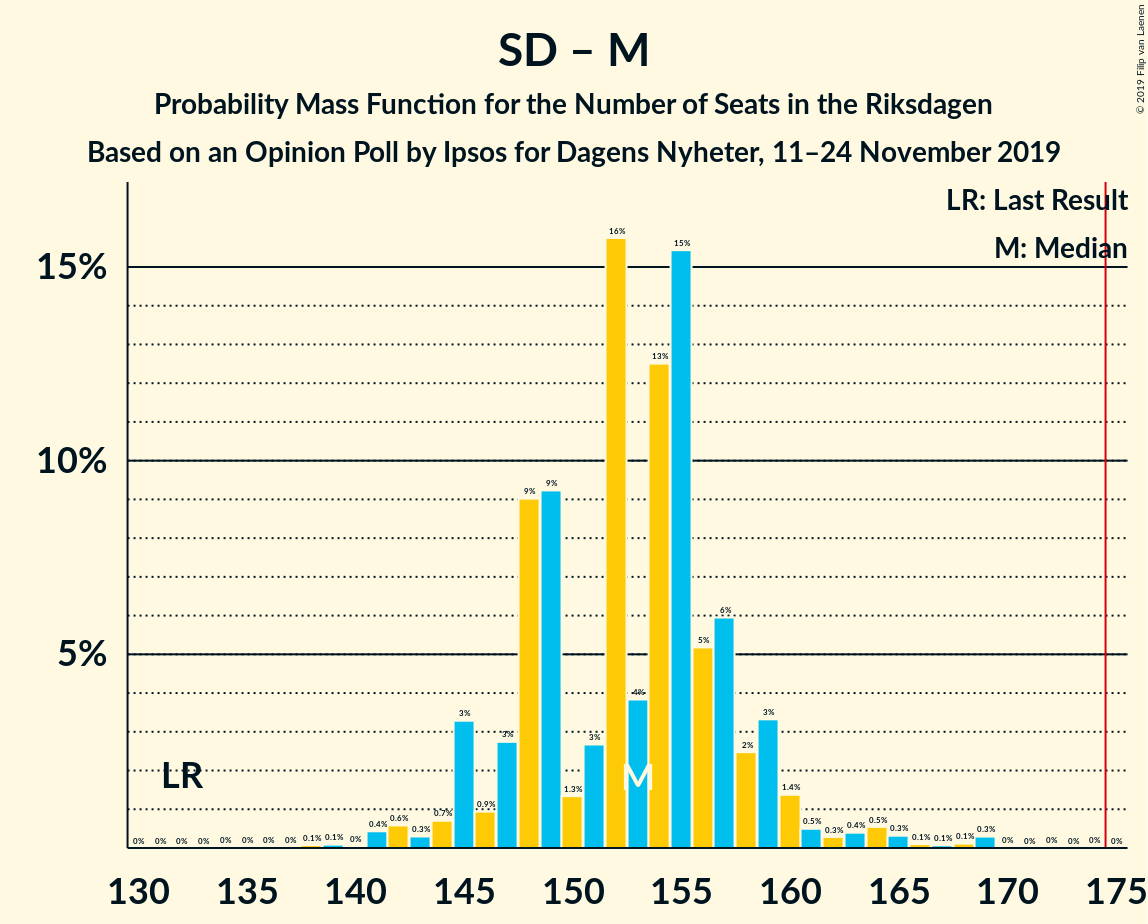 SD – M
Probability Mass Function for the Number of Seats in the Riksdagen
Based on an Opinion Poll by Ipsos for Dagens Nyheter, 11–24 November 2019
© 2019 Filip van Laenen
LR: Last Result
M: Median
15%
10%
5%
0% 0% 0% 0% 0% 0% 0% 0% 0.1% 0.1% 0% 0.4% 0.6% 0.3% 0.7% 3% 0.9% 3% 9% 9% 1.3% 3% 16% 4% 13% 15% 5% 6% 2% 3% 1.4% 0.5% 0.3% 0.4% 0.5% 0.3% 0.1% 0.1% 0.1% 0.3% 0% 0% 0% 0% 0% 0%
LR
M
130 135 140 145 150 155 160 165 170 175